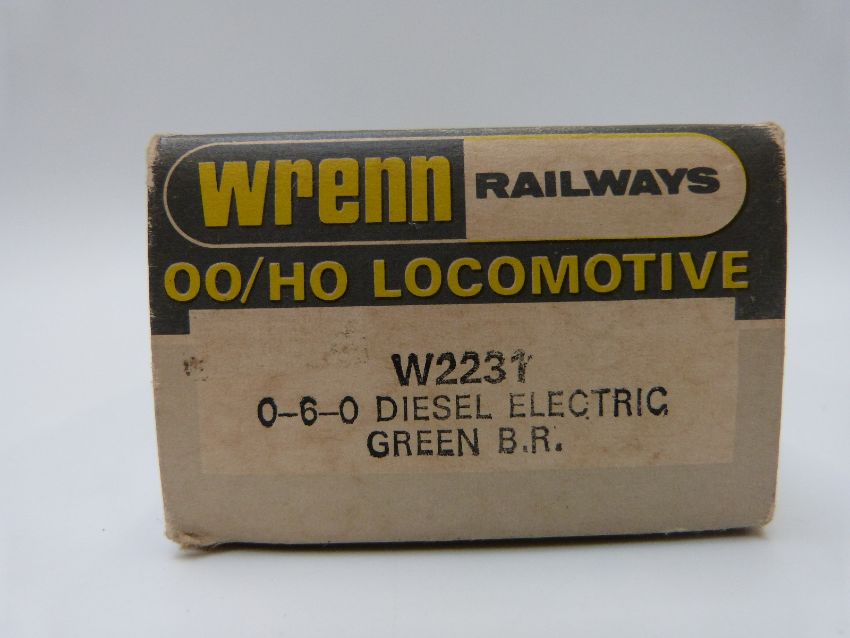 wrenn RAILWAYS
OO/HO LOCOMOTIVE
W2231
0-6-0 DIESEL ELECTRIC
GREEN B.R.